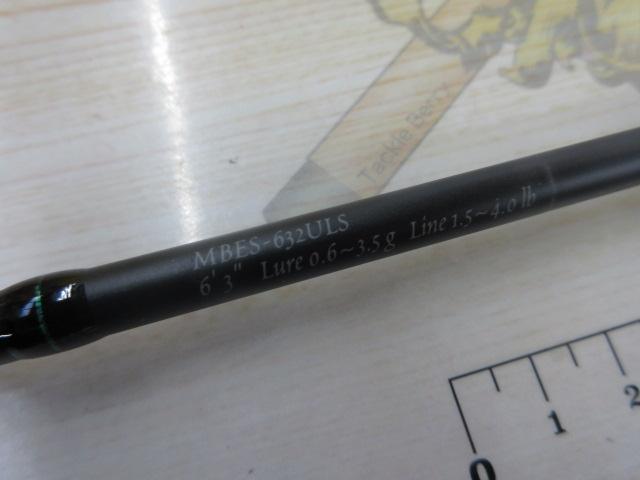 Tackle Berry
MBES-632ULS
6' 3" Lure 0.6~3.5g Line 1.5~4.0 lb
0 1 2